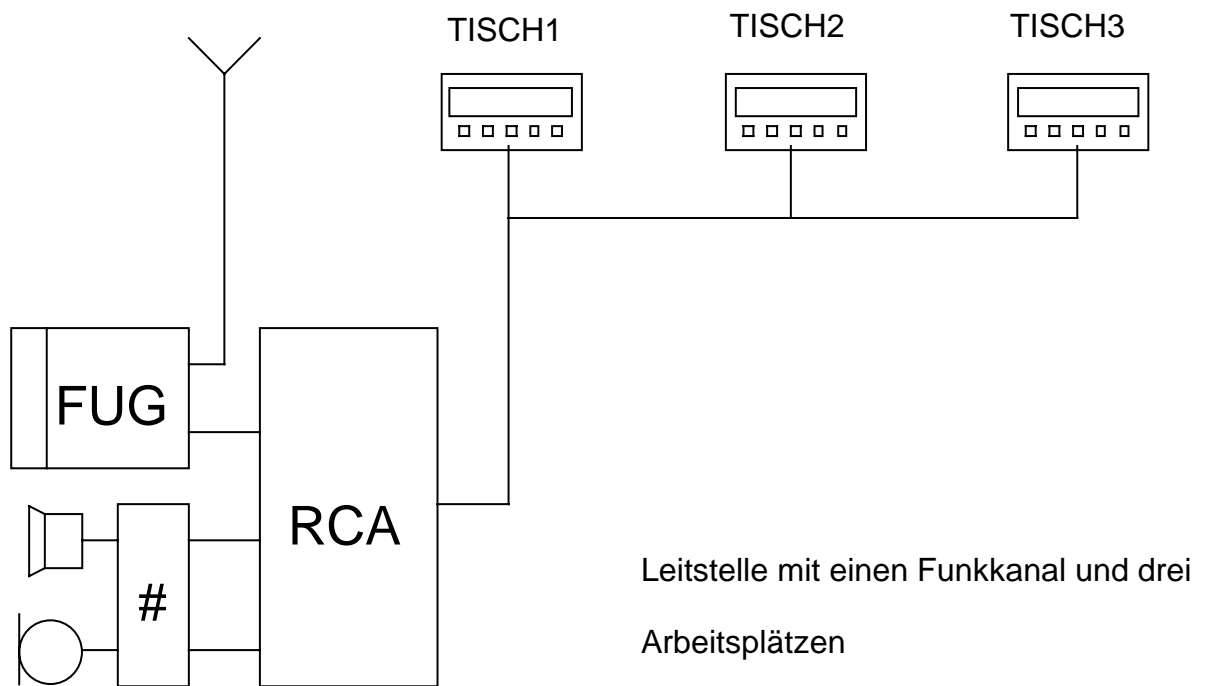 TISCH1 TISCH2 TISCH3
FUG
RCA
#
Leitstelle mit einen Funkkanal und drei
Arbeitsplätzen